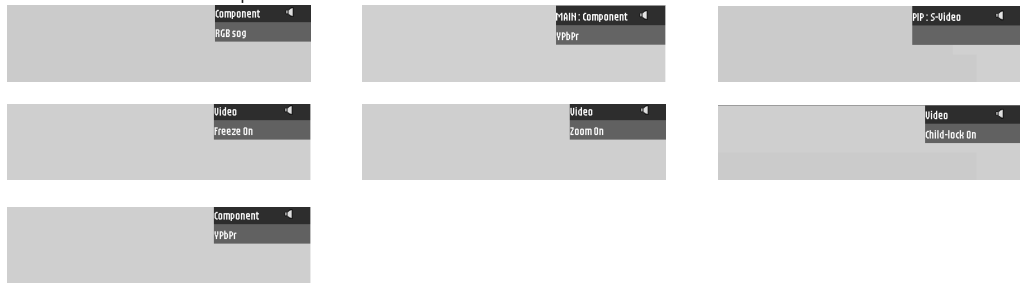 Component
RGB sog
MAIN : Component
YPbPr
PIP : S-Video
Video
Freeze On
Video
Zoom On
Video
Child-lock On
Component
YPbPr